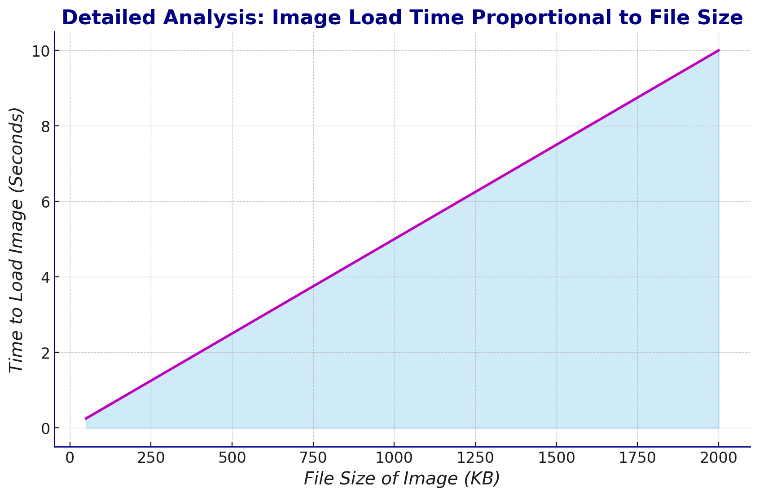 Detailed Analysis: Image Load Time Proportional to File Size
Time to Load Image (Seconds)
10
8
6
4
2
0
0 250 500 750 1000 1250 1500 1750 2000
File Size of Image (KB)